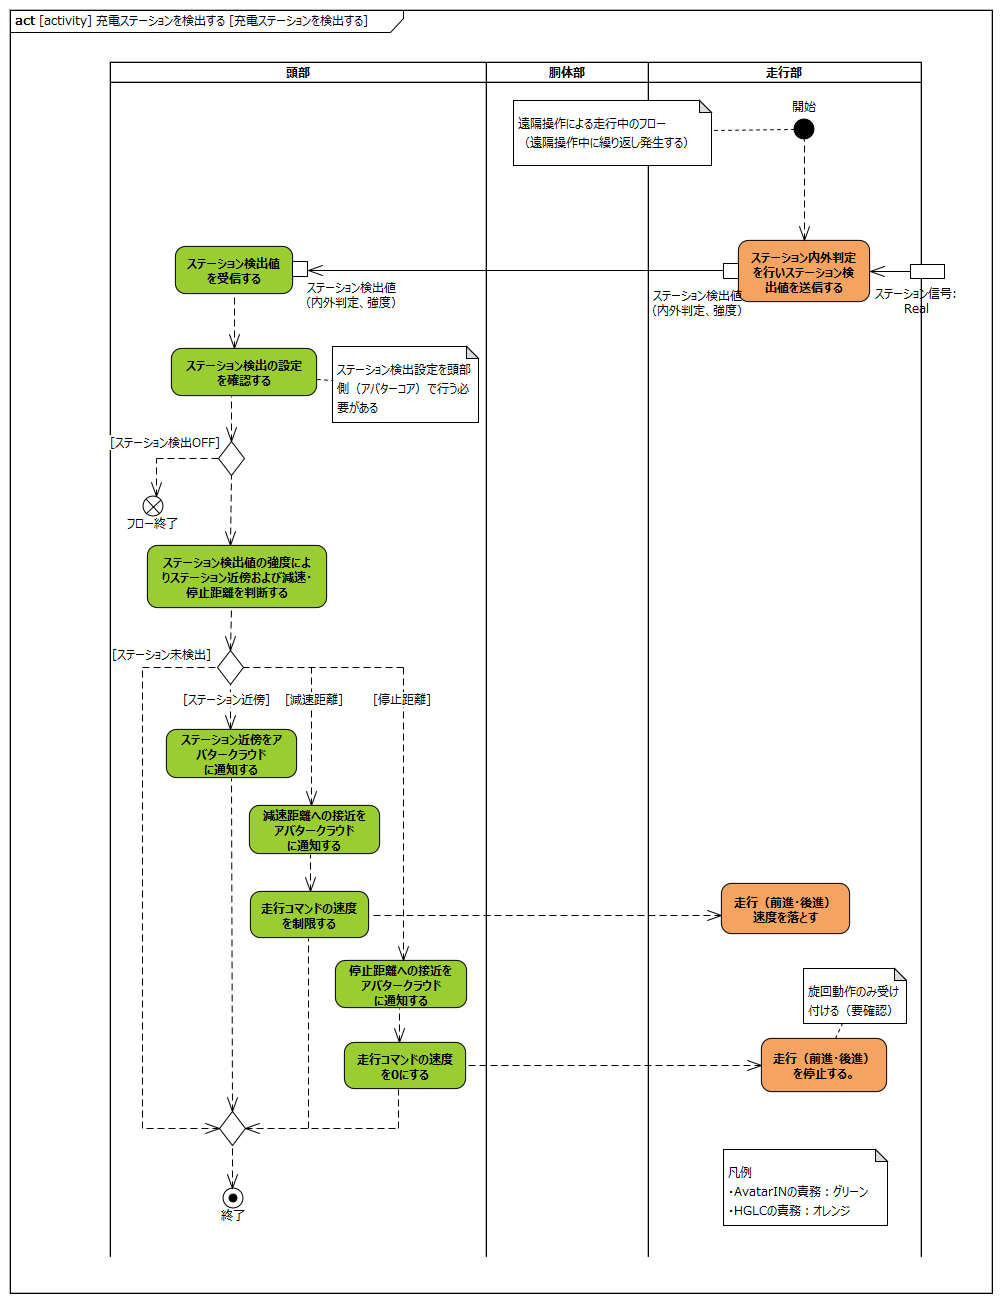 act [activity] 充電ステーションを検出する [充電ステーションを検出する]
頭部
胴体部
走行部
開始
遠隔操作による走行中のフロー
（遠隔操作中に繰り返し発生する）
ステーション検出値
を受信する
ステーション内外判定
を行いステーション検
出値を送信する
ステーション検出値
（内外判定、強度）
ステーション検出値
（内外判定、強度）
ステーション信号:
Real
ステーション検出の設定
を確認する
ステーション検出設定を頭部
側（アバターコア）で行う必
要がある
[ステーション検出OFF]
フロー終了
ステーション検出値の強度によ
りステーション近傍および減速・
停止距離を判断する
[ステーション未検出]
[ステーション近傍]
[減速距離]
[停止距離]
ステーション近傍をア
バタークラウド
に通知する
減速距離への接近を
アバタークラウド
に通知する
走行コマンドの速度
を制限する
走行（前進・後進）
速度を落とす
停止距離への接近を
アバタークラウド
に通知する
旋回動作のみ受け
付ける（要確認）
走行コマンドの速度
を0にする
走行（前進・後進）
を停止する。
終了
凡例
・AvatarINの責務：グリーン
・HGLCの責務：オレンジ